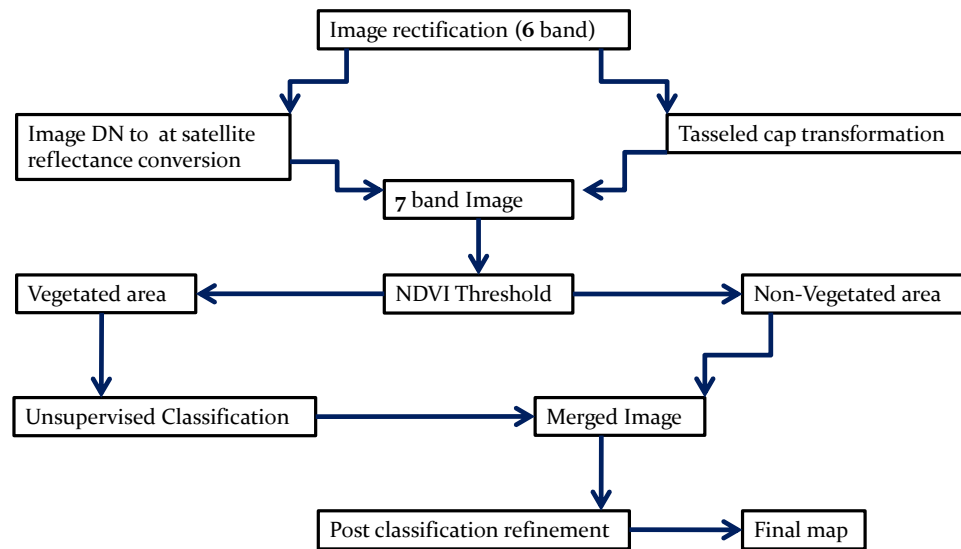 Image rectification (6 band)
Image DN to at satellite
reflectance conversion
Tasseled cap transformation
7 band Image
Vegetated area
NDVI Threshold
Non-Vegetated area
Unsupervised Classification
Merged Image
Post classification refinement
Final map